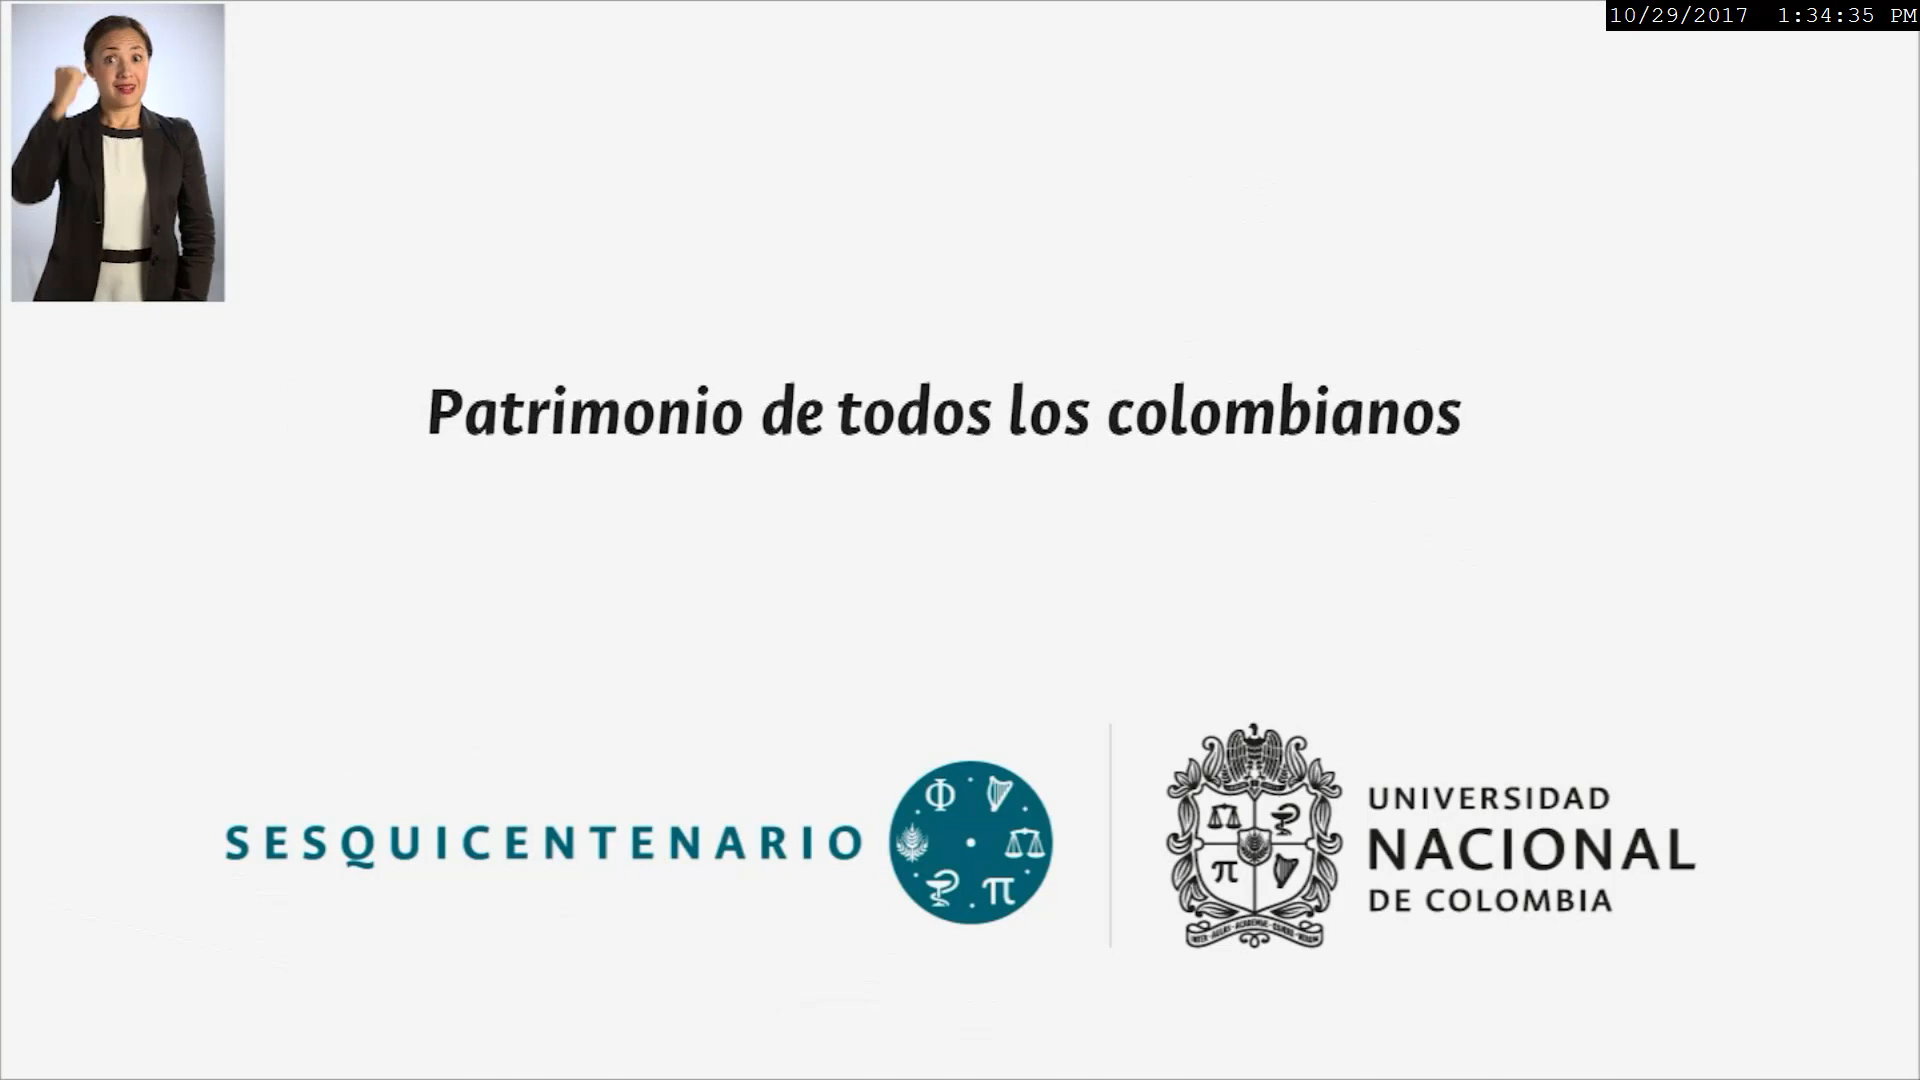 10/29/2017 1:34:35 PM
Patrimonio de todos los colombianos
SESQUICENTENARIO
Φ
π
π
UNIVERSIDAD
NACIONAL
DE COLOMBIA